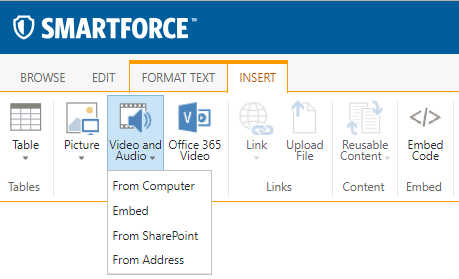 SMARTFORCE™
BROWSE EDIT FORMAT TEXT INSERT
Table Picture Video and Audio Office 365 Video Link Upload File Reusable Content Embed Code
Tables Links Content Embed
From Computer
Embed
From SharePoint
From Address